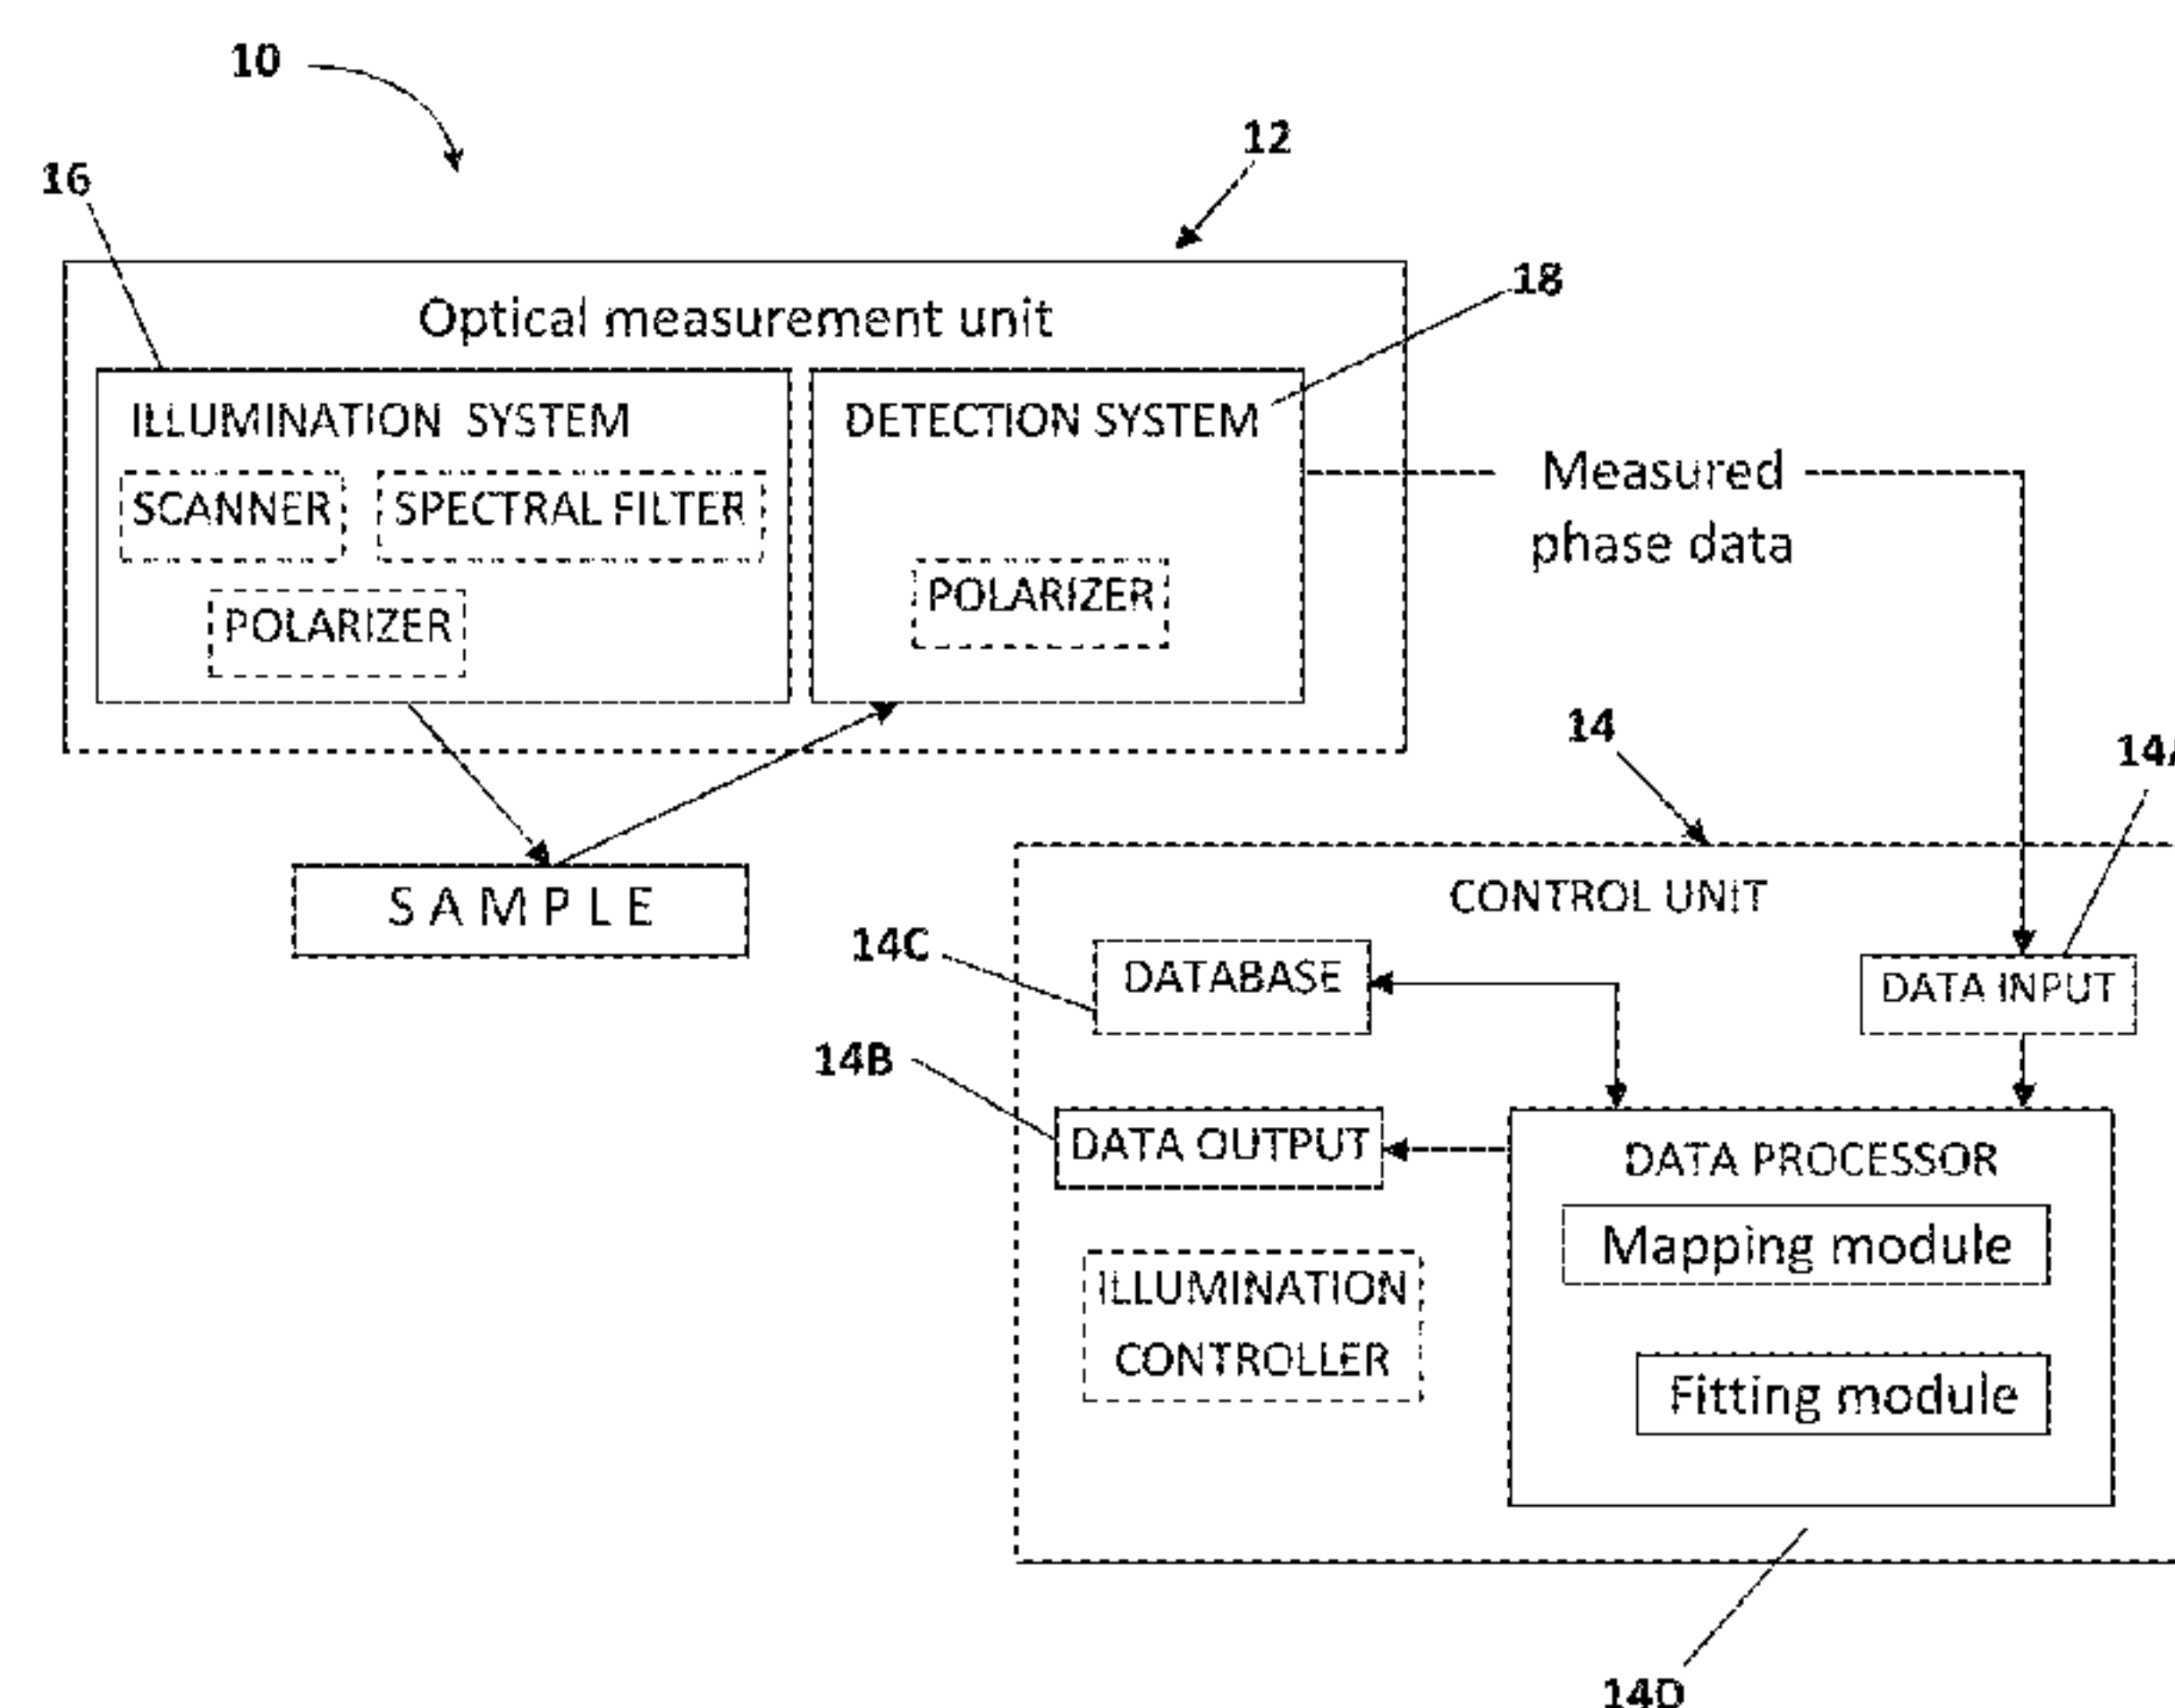 10
12
16
18
Optical measurement unit
ILLUMINATION SYSTEM
DETECTION SYSTEM
SCANNER
SPECTRAL FILTER
POLARIZER
POLARIZER
Measured
phase data
SAMPLE
14
14A
CONTROL UNIT
14C
DATABASE
DATA INPUT
14B
DATA OUTPUT
DATA PROCESSOR
Mapping module
ILLUMINATION
CONTROLLER
Fitting module
14D